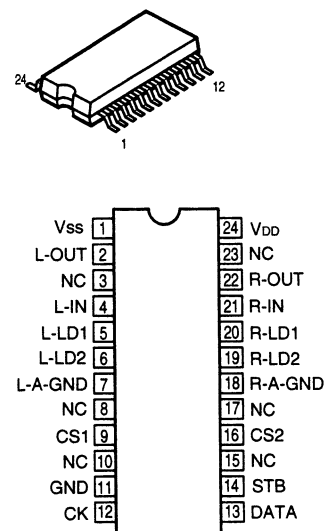 24
12
1
Vss 1 24 VDD
L-OUT 2 23 NC
NC 3 22 R-OUT
L-IN 4 21 R-IN
L-LD1 5 20 R-LD1
L-LD2 6 19 R-LD2
L-A-GND 7 18 R-A-GND
NC 8 17 NC
CS1 9 16 CS2
NC 10 15 NC
GND 11 14 STB
CK 12 13 DATA